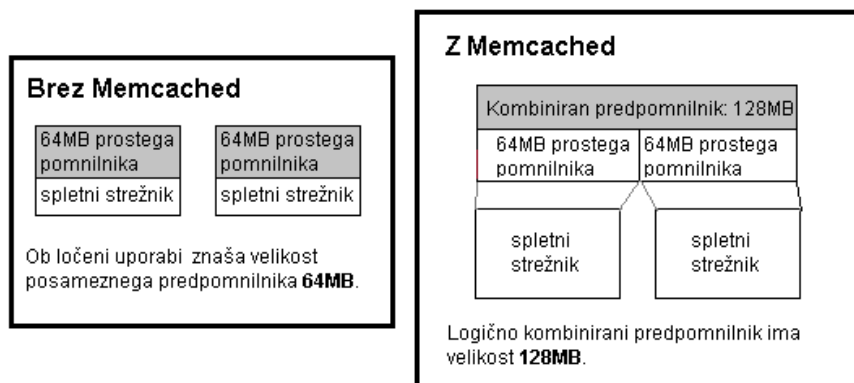 Brez Memcached
64MB prostega
pomnilnika
spletni strežnik
64MB prostega
pomnilnika
spletni strežnik
Ob ločeni uporabi znaša velikost
posameznega predpomnilnika 64MB.
Z Memcached
Kombiniran predpomnilnik: 128MB
64MB prostega
pomnilnika
64MB prostega
pomnilnika
spletni
strežnik
spletni
strežnik
Logično kombinirani predpomnilnik ima
velikost 128MB.